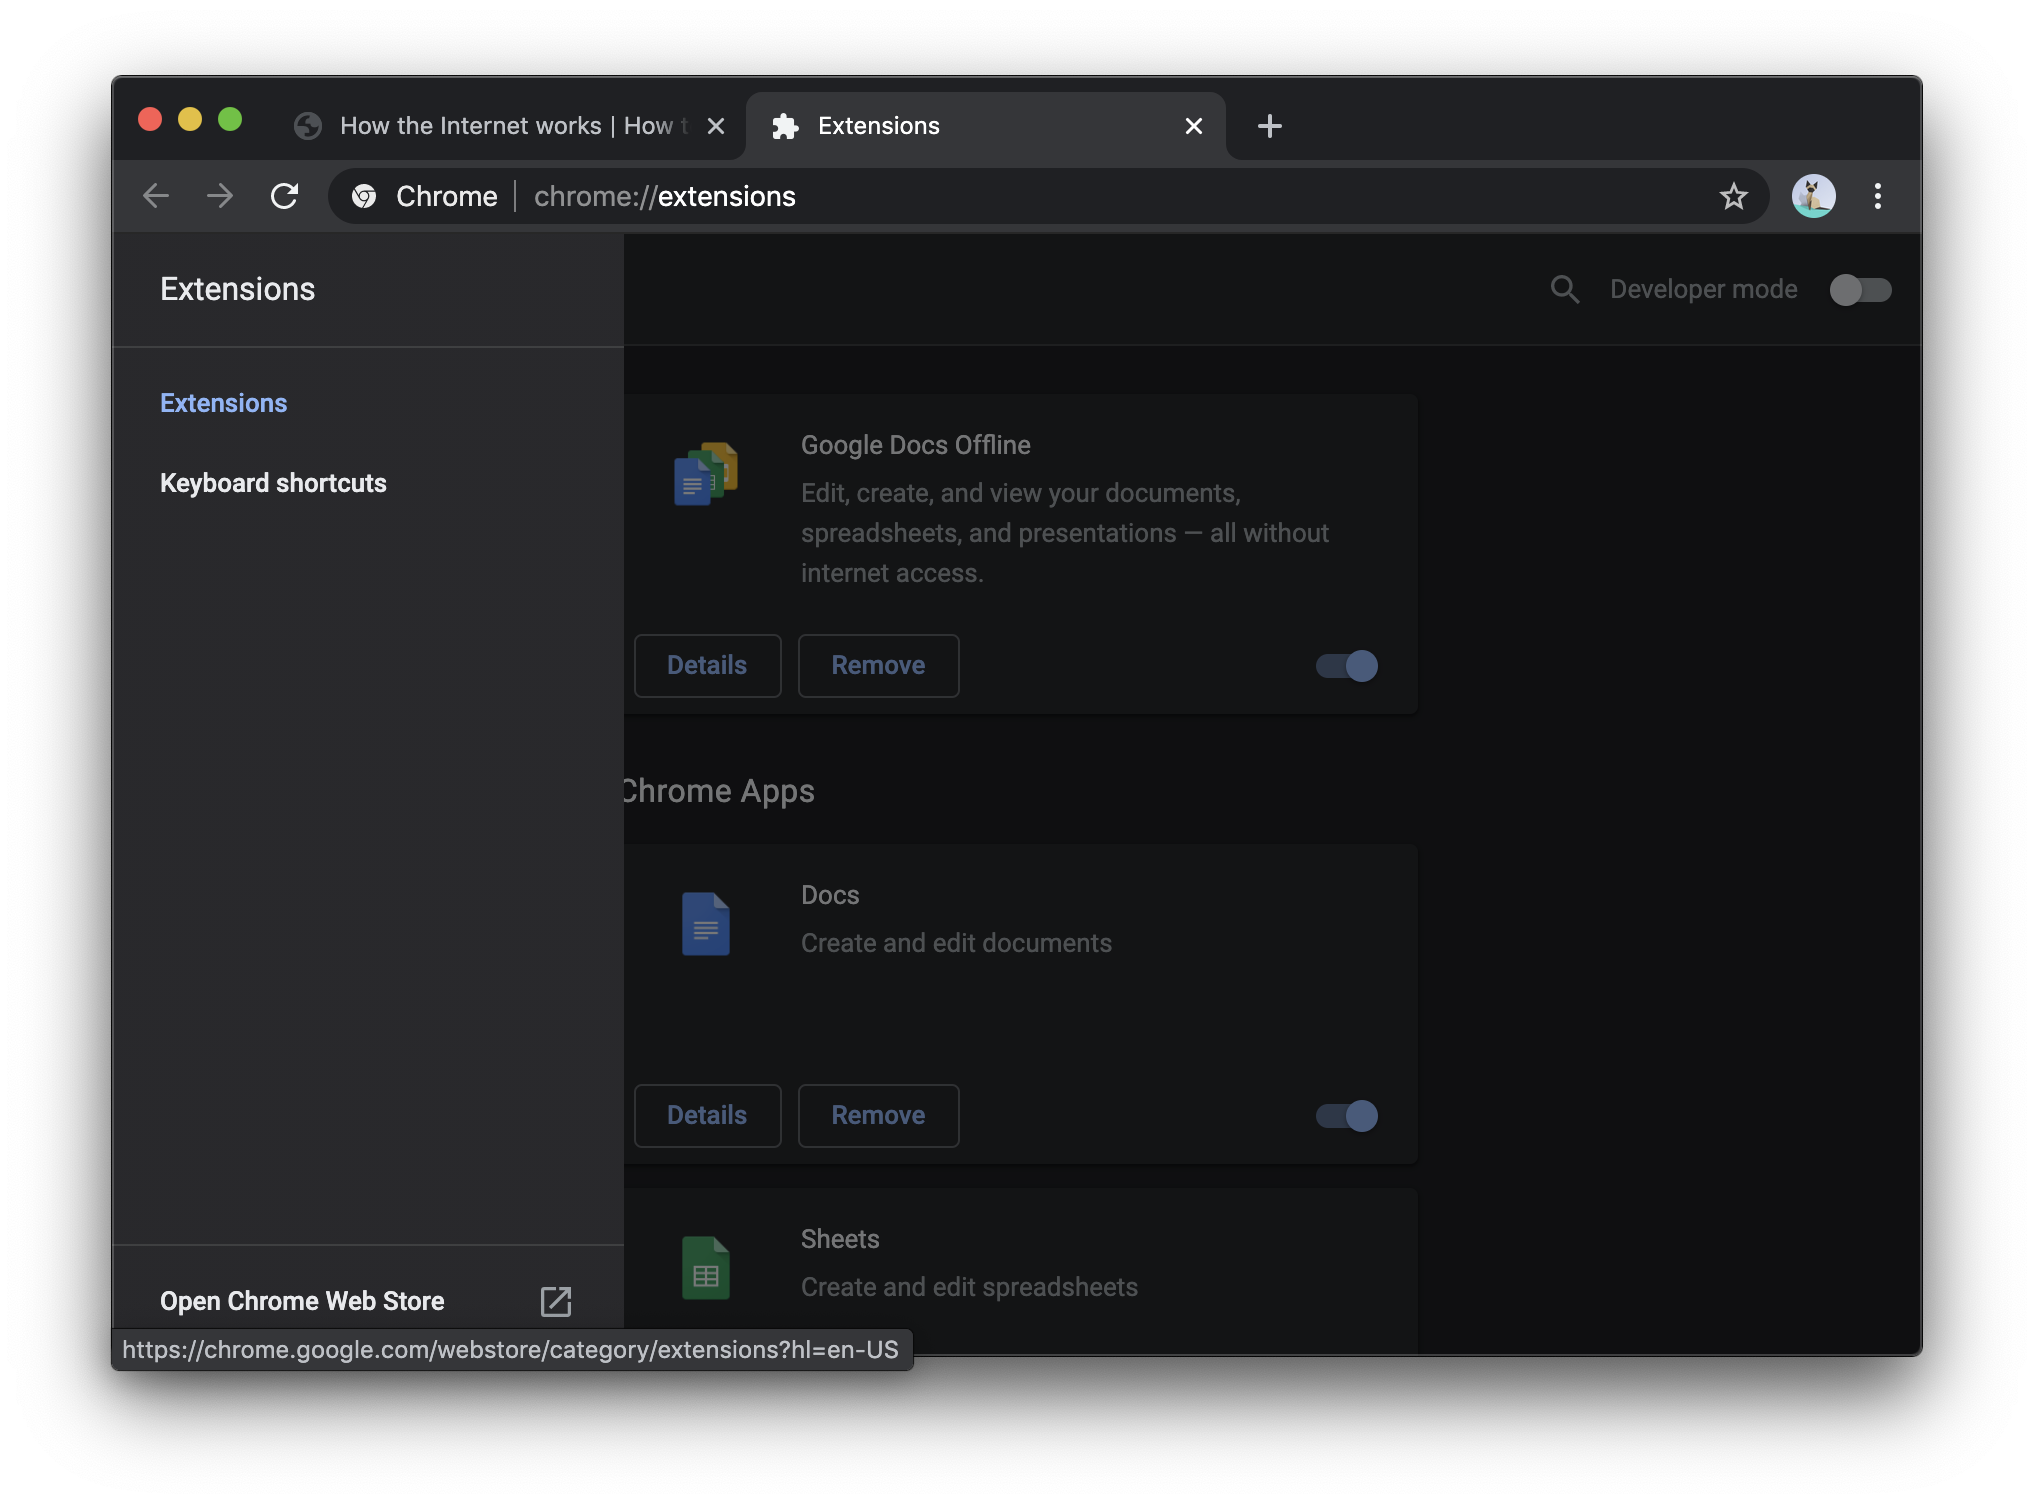 How the Internet works | How t
Extensions
Chrome | chrome://extensions
Extensions
Developer mode
Extensions
Keyboard shortcuts
Google Docs Offline
Edit, create, and view your documents,
spreadsheets, and presentations — all without
internet access.
Details
Remove
Chrome Apps
Docs
Create and edit documents
Details
Remove
Sheets
Create and edit spreadsheets
Open Chrome Web Store
https://chrome.google.com/webstore/category/extensions?hl=en-US